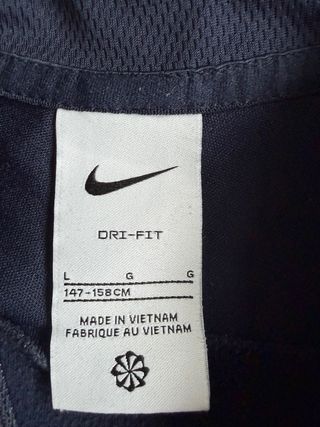 DRI-FIT
L G G
147-158CM
MADE IN VIETNAM
FABRIQUE AU VIETNAM